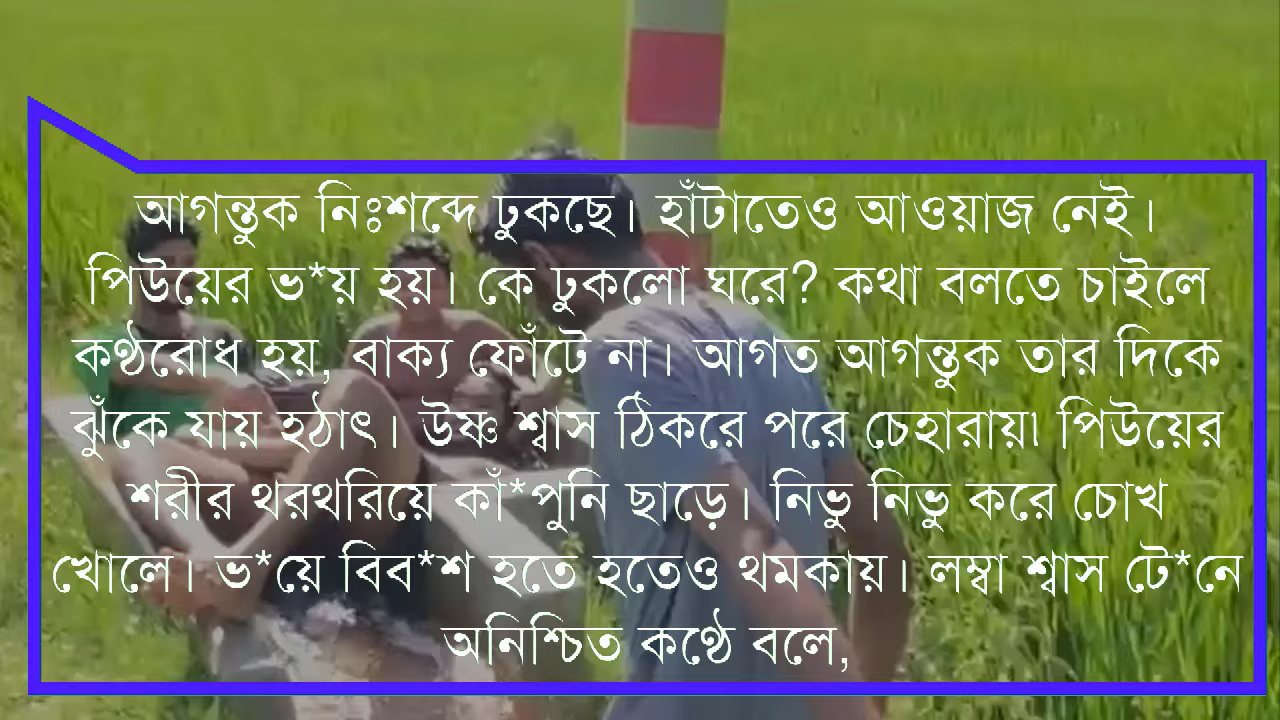 আগন্তুক নিঃশব্দে ঢুকছে। হাঁটাতেও আওয়াজ নেই।
পিউয়ের ভ*য় হয়। কে ঢুকলো ঘরে? কথা বলতে চাইলে
কণ্ঠরোধ হয়, বাক্য ফোঁটে না। আগত আগন্তুক তার দিকে
ঝুঁকে যায় হঠাৎ। উষ্ণ শ্বাস ঠিকরে পরে চেহারায়৷ পিউয়ের
শরীর থরথরিয়ে কাঁ*পুনি ছাড়ে। নিভু নিভু করে চোখ
খোলে। ভ*য়ে বিব*শ হতে হতেও থমকায়। লম্বা শ্বাস টে*নে
অনিশ্চিত কণ্ঠে বলে,